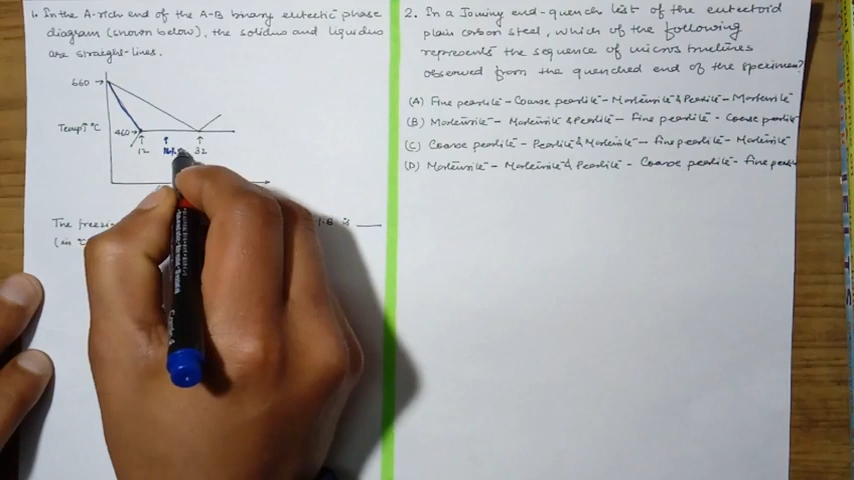 1. In the A-rich end of the A-B binary eutectic phase
diagram (shown below), the solidus and liquidus
are straight-lines.
660
Temp °C
460
12
32
The
is
(in °
2. In a Jominy end-quench test of the eutectoid
plain carbon steel, which of the following
represents the sequence of microstructures
observed from the quenched end of the specimen?
(A) Fine pearlite - Coarse pearlite - Martensite & Pearlite - Martensite
(B) Martensite - Martensite & Pearlite - Fine pearlite - Coarse pearlite
(C) Coarse pearlite - Pearlite & Martensite - fine pearlite - Martensite
(D) Martensite - Martensite & Pearlite - Coarse pearlite - fine